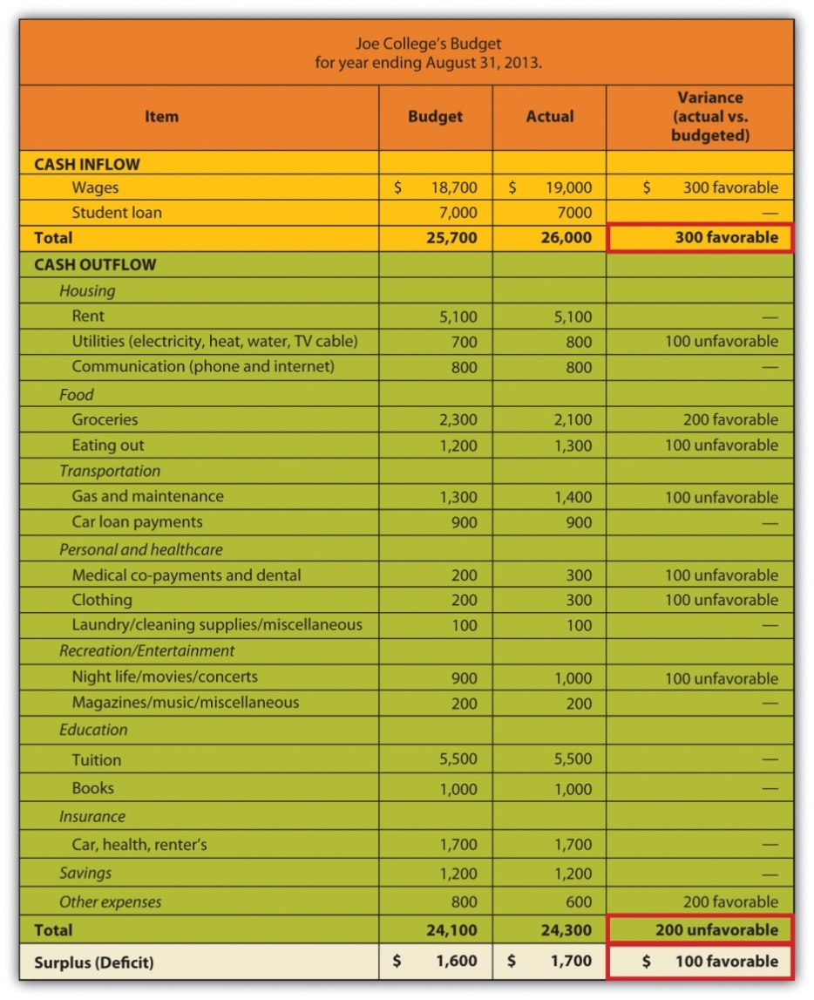 Joe College's Budget
for year ending August 31, 2013.
Item Budget Actual Variance (actual vs. budgeted)
CASH INFLOW
Wages $ 18,700 $ 19,000 $ 300 favorable
Student loan 7,000 7000 —
Total 25,700 26,000 300 favorable
CASH OUTFLOW
Housing
Rent 5,100 5,100 —
Utilities (electricity, heat, water, TV cable) 700 800 100 unfavorable
Communication (phone and internet) 800 800 —
Food
Groceries 2,300 2,100 200 favorable
Eating out 1,200 1,300 100 unfavorable
Transportation
Gas and maintenance 1,300 1,400 100 unfavorable
Car loan payments 900 900 —
Personal and healthcare
Medical co-payments and dental 200 300 100 unfavorable
Clothing 200 300 100 unfavorable
Laundry/cleaning supplies/miscellaneous 100 100 —
Recreation/Entertainment
Night life/movies/concerts 900 1,000 100 unfavorable
Magazines/music/miscellaneous 200 200 —
Education
Tuition 5,500 5,500 —
Books 1,000 1,000 —
Insurance
Car, health, renter's 1,700 1,700 —
Savings 1,200 1,200 —
Other expenses 800 600 200 favorable
Total 24,100 24,300 200 unfavorable
Surplus (Deficit) $ 1,600 $ 1,700 $ 100 favorable